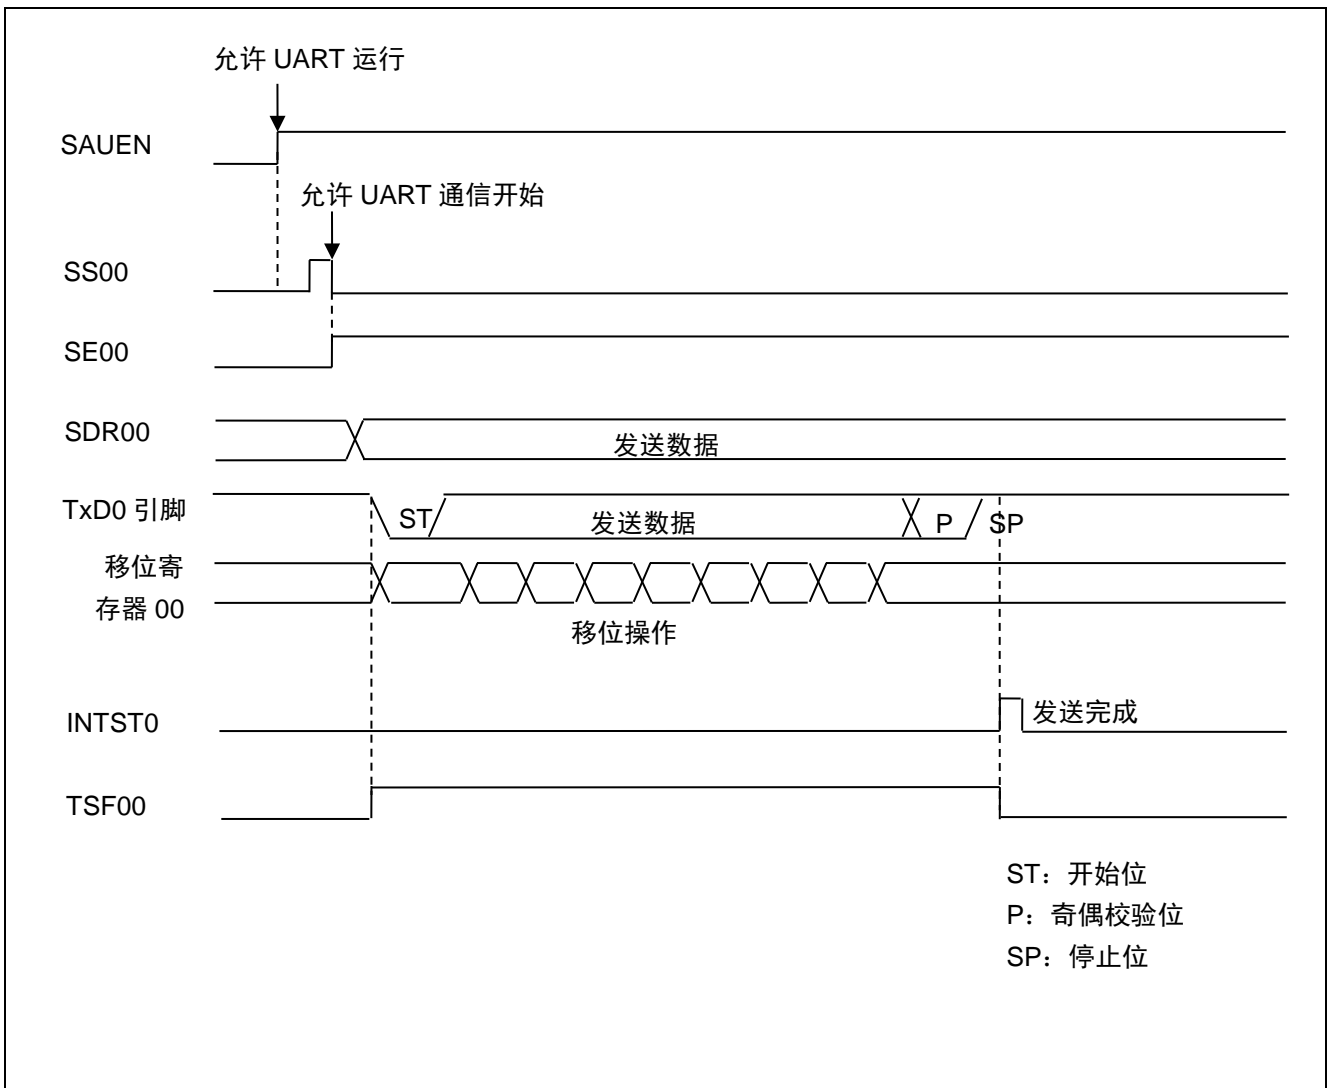 允许 UART 运行
SAUEN
允许 UART 通信开始
SS00
SE00
SDR00
发送数据
TxD0 引脚
ST
发送数据
P
SP
移位寄
存器 00
移位操作
INTST0
发送完成
TSF00
ST：开始位
P：奇偶校验位
SP：停止位